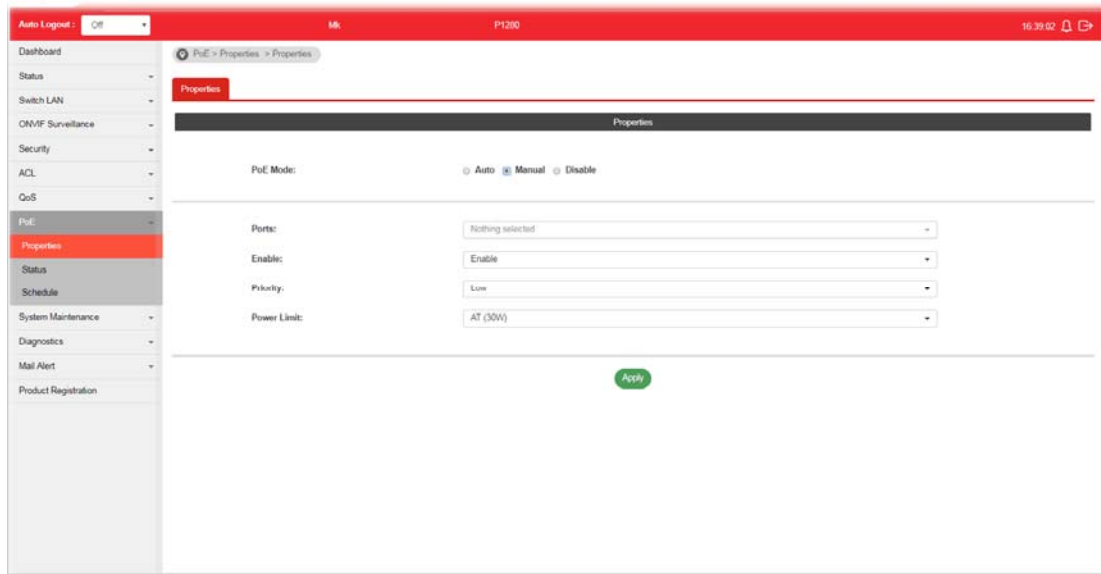 Auto Logout : Off Mk P1280 16:39:02
Dashboard
PoE > Properties > Properties
Status
Properties
Switch LAN
ONVIF Surveillance
Properties
Security
ACL
PoE Mode: Auto Manual Disable
QoS
PoE
Ports: Nothing selected
Properties
Enable: Enable
Status
Priority: Low
Schedule
System Maintenance
Power Limit: AT (30W)
Diagnostics
Mail Alert
Apply
Product Registration